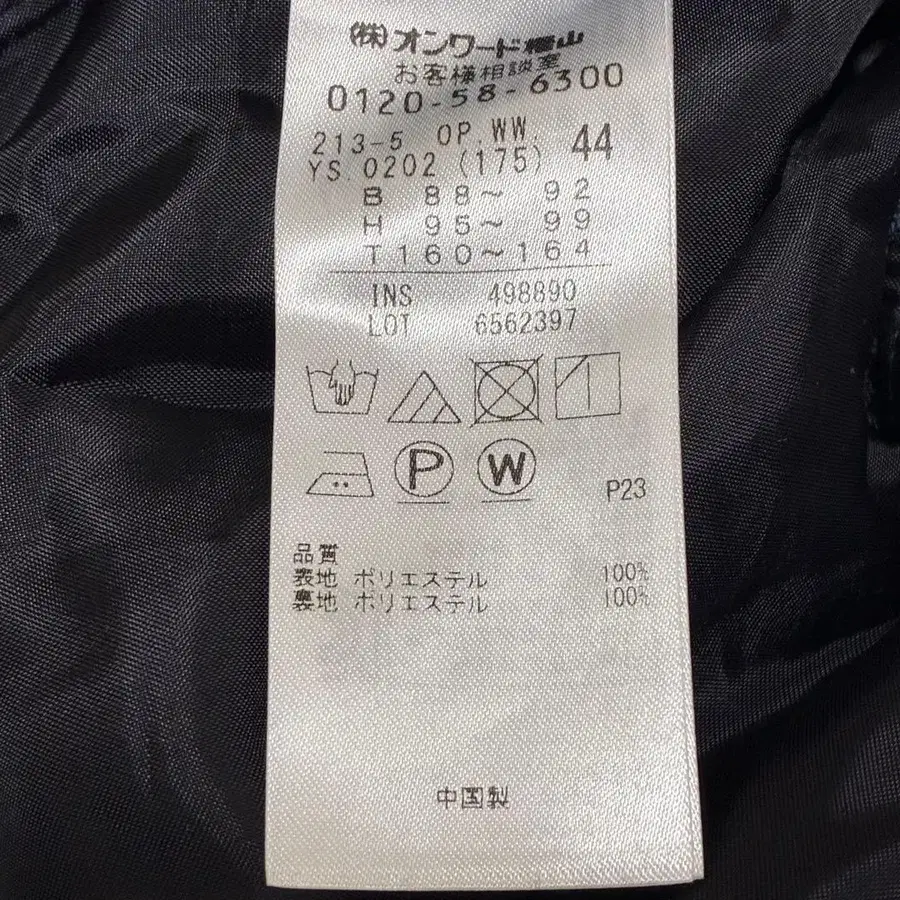 (株)オンワード樫山
お客様相談室
0120-58-6300
213-5 OP.WW. 44
YS 0202 (175)
B 88～ 92
H 95～ 99
T160～164
INS 498890
LOT 6562397
P W
P23
品質
表地 ポリエステル 100%
裏地 ポリエステル 100%
中国製